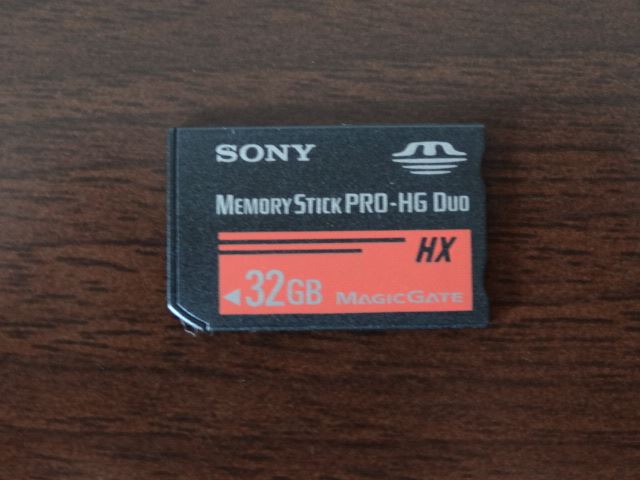 SONY
MEMORY STICK PRO-HG DUO
HX
32GB MAGICGATE